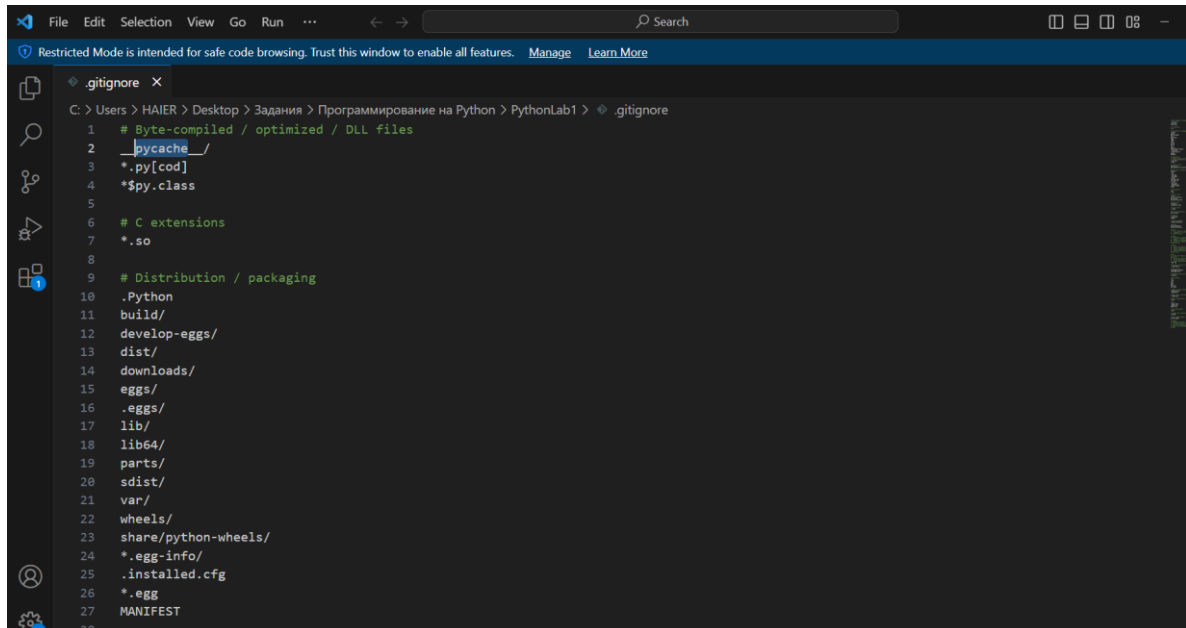 File Edit Selection View Go Run ··· ← → Search
Restricted Mode is intended for safe code browsing. Trust this window to enable all features. Manage Learn More
.gitignore ×
C: > Users > HAIER > Desktop > Задания > Программирование на Python > PythonLab1 > .gitignore
1 # Byte-compiled / optimized / DLL files
2 __pycache__/
3 *.py[cod]
4 *$py.class
5
6 # C extensions
7 *.so
8
9 # Distribution / packaging
10 .Python
11 build/
12 develop-eggs/
13 dist/
14 downloads/
15 eggs/
16 .eggs/
17 lib/
18 lib64/
19 parts/
20 sdist/
21 var/
22 wheels/
23 share/python-wheels/
24 *.egg-info/
25 .installed.cfg
26 *.egg
27 MANIFEST
1